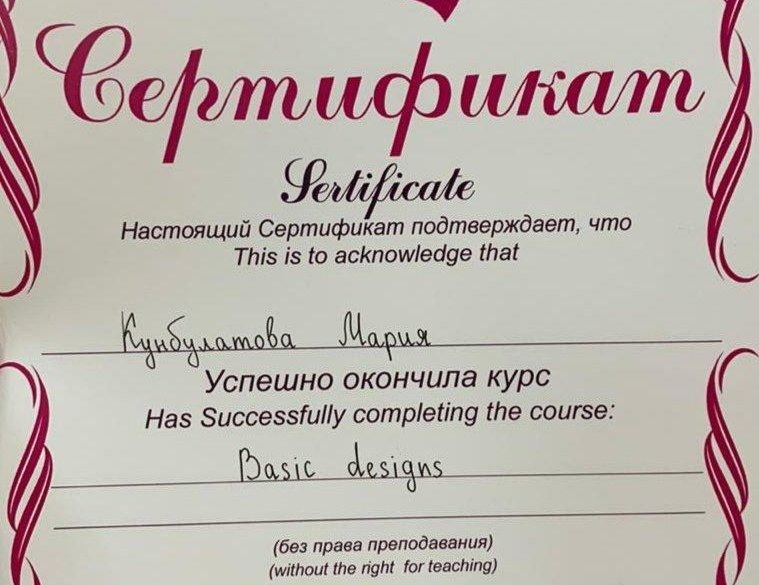 Сертификат
Sertificate
Настоящий Сертификат подтверждает, что
This is to acknowledge that
Кунбулатова Мария
Успешно окончила курс
Has Successfully completing the course:
Basic designs
(без права преподавания)
(without the right for teaching)